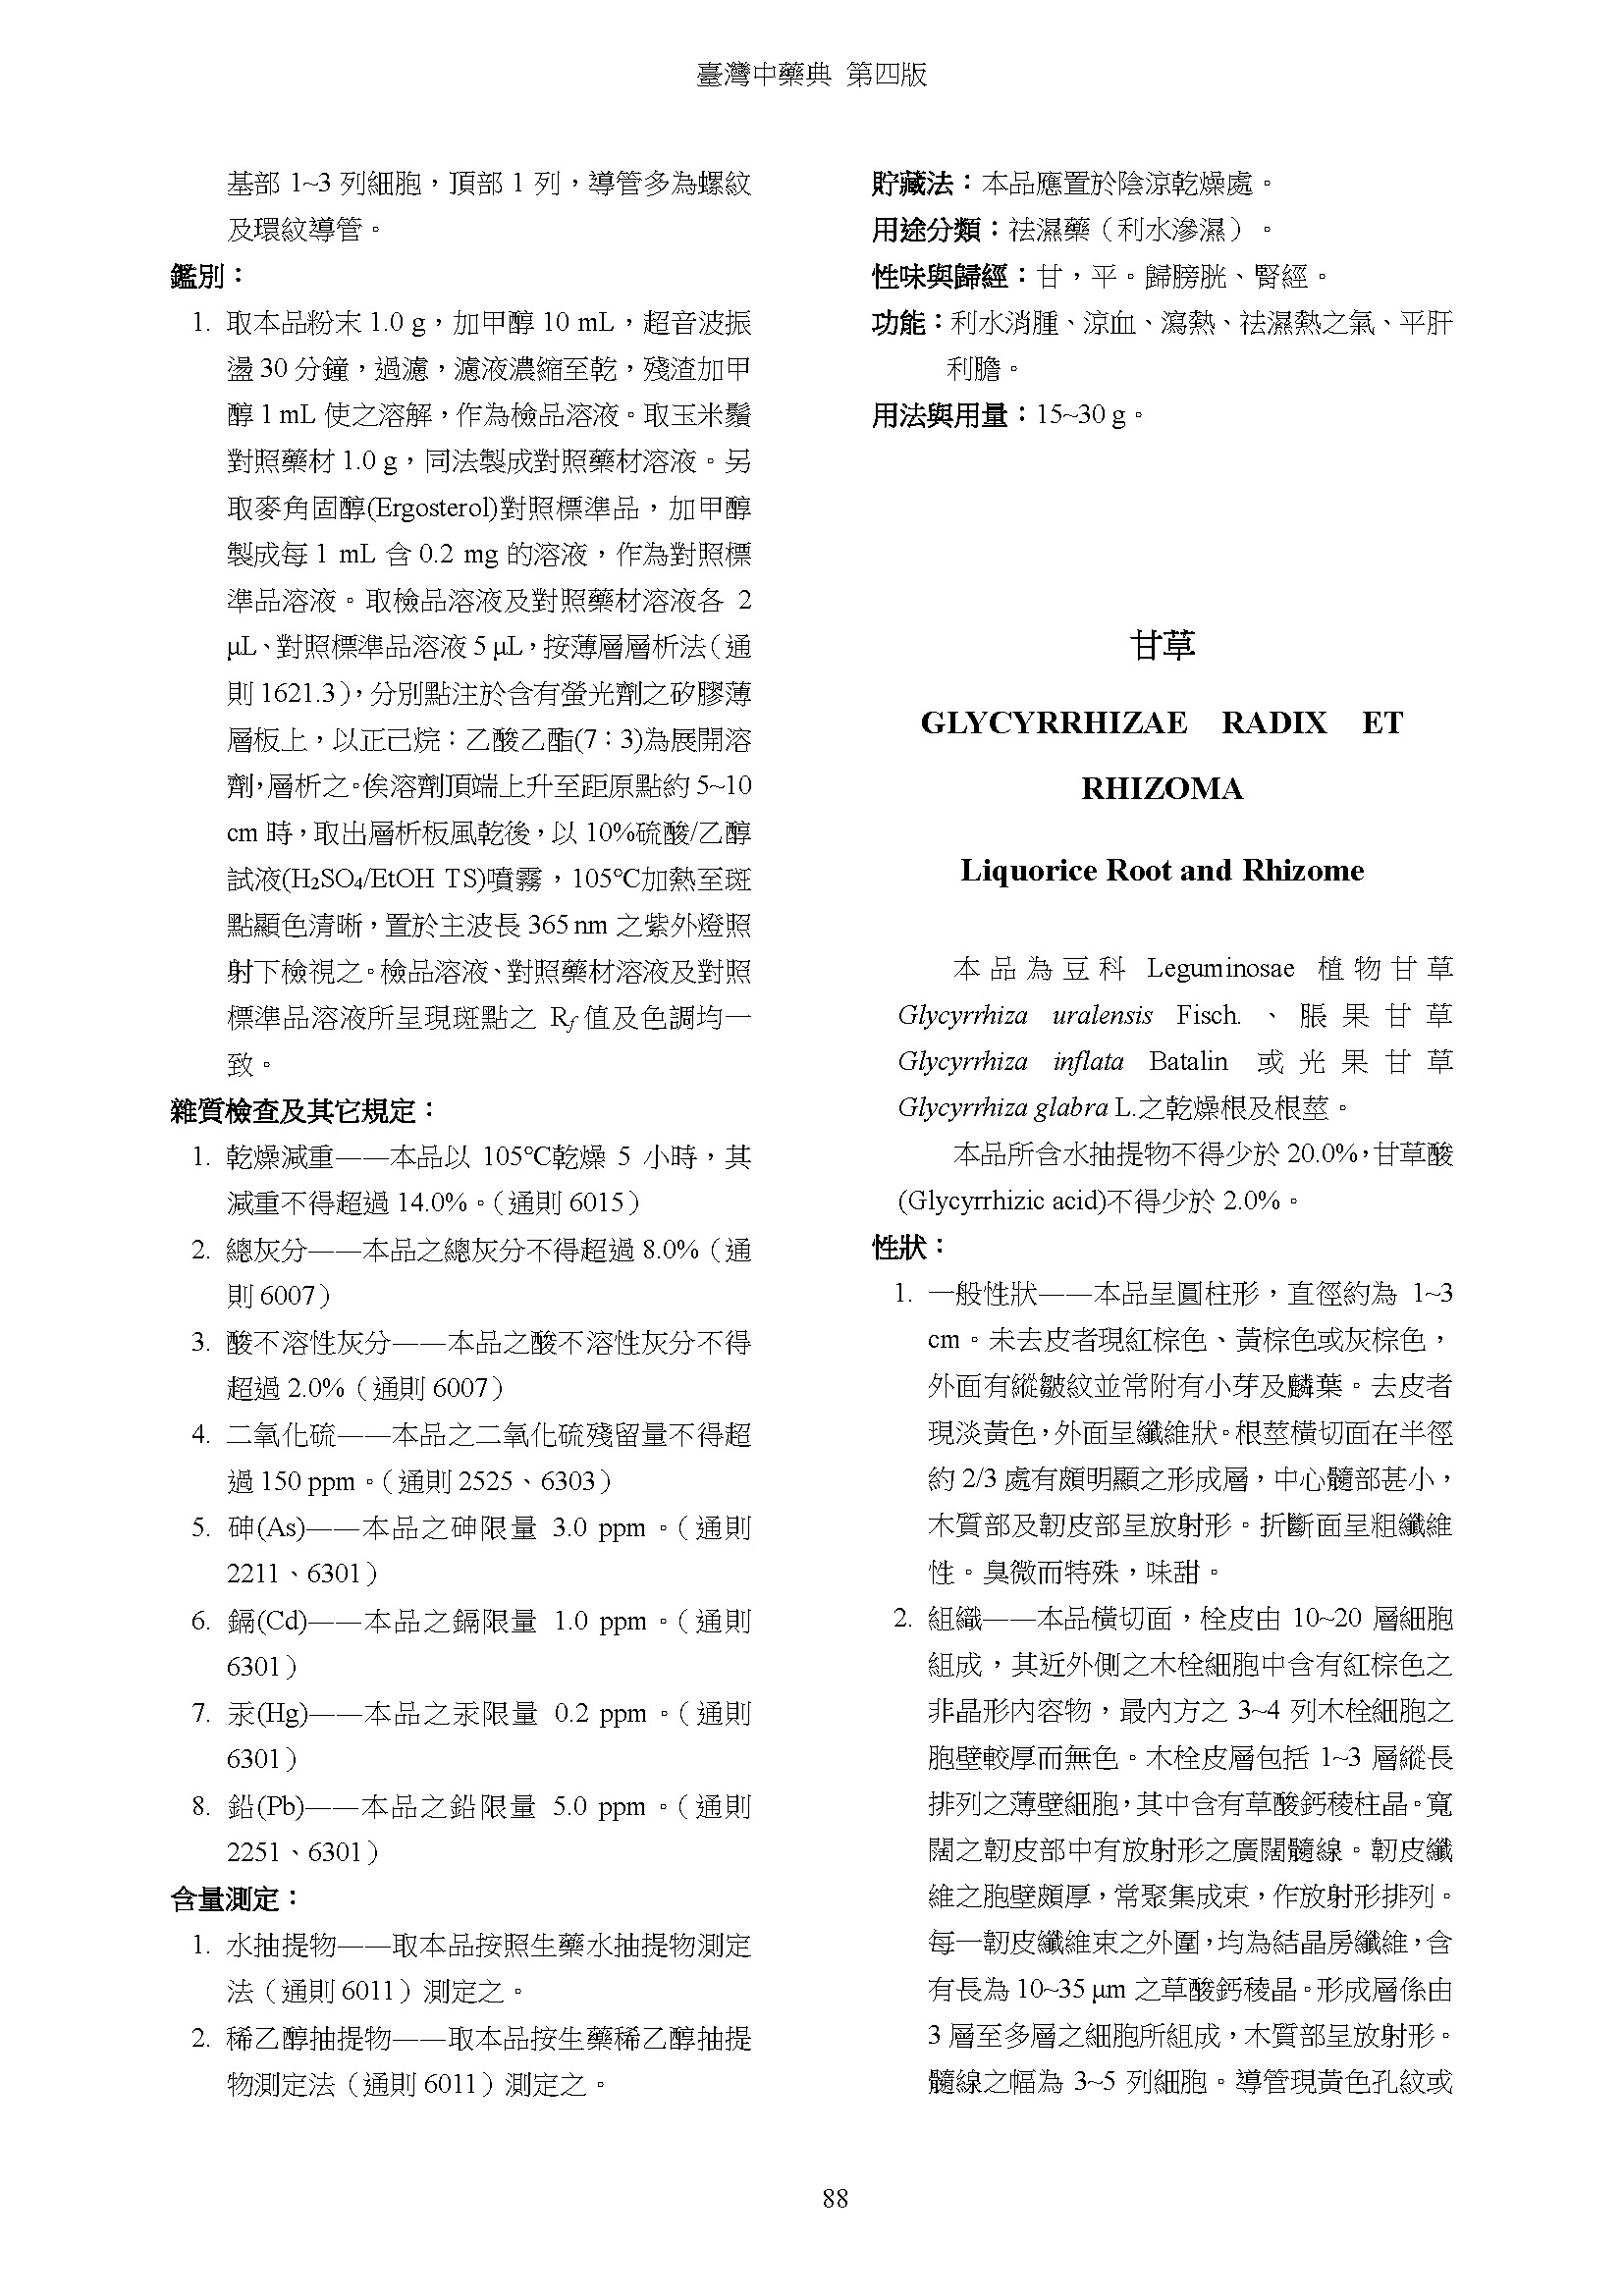 臺灣中藥典 第四版
基部 1~3 列細胞，頂部 1 列，導管多為螺紋
及環紋導管。
鑑別：
1. 取本品粉末 1.0 g，加甲醇 10 mL，超音波振
盪 30 分鐘，過濾，濾液濃縮至乾，殘渣加甲
醇 1 mL 使之溶解，作為檢品溶液。取玉米鬚
對照藥材 1.0 g，同法製成對照藥材溶液。另
取麥角固醇(Ergosterol)對照標準品，加甲醇
製成每 1 mL 含 0.2 mg 的溶液，作為對照標
準品溶液。取檢品溶液及對照藥材溶液各 2
μL、對照標準品溶液 5 μL，按薄層層析法（通
則 1621.3），分別點注於含有螢光劑之矽膠薄
層板上，以正己烷：乙酸乙酯(7：3)為展開溶
劑，層析之。俟溶劑頂端上升至距原點約 5~10
cm 時，取出層析板風乾後，以 10%硫酸/乙醇
試液(H₂SO₄/EtOH TS)噴霧，105℃加熱至斑
點顯色清晰，置於主波長 365 nm 之紫外燈照
射下檢視之。檢品溶液、對照藥材溶液及對照
標準品溶液所呈現斑點之 Rf 值及色調均一
致。
雜質檢查及其它規定：
1. 乾燥減重——本品以 105℃乾燥 5 小時，其
減重不得超過 14.0%。（通則 6015）
2. 總灰分——本品之總灰分不得超過 8.0%（通
則 6007）
3. 酸不溶性灰分——本品之酸不溶性灰分不得
超過 2.0%（通則 6007）
4. 二氧化硫——本品之二氧化硫殘留量不得超
過 150 ppm。（通則 2525、6303）
5. 砷(As)——本品之砷限量 3.0 ppm。（通則
2211、6301）
6. 鎘(Cd)——本品之鎘限量 1.0 ppm。（通則
6301）
7. 汞(Hg)——本品之汞限量 0.2 ppm。（通則
6301）
8. 鉛(Pb)——本品之鉛限量 5.0 ppm。（通則
2251、6301）
含量測定：
1. 水抽提物——取本品按照生藥水抽提物測定
法（通則 6011）測定之。
2. 稀乙醇抽提物——取本品按生藥稀乙醇抽提
物測定法（通則 6011）測定之。
貯藏法：本品應置於陰涼乾燥處。
用途分類：祛濕藥（利水滲濕）。
性味與歸經：甘，平。歸膀胱、腎經。
功能：利水消腫、涼血、瀉熱、祛濕熱之氣、平肝
利膽。
用法與用量：15~30 g。
甘草
GLYCYRRHIZAE RADIX ET
RHIZOMA
Liquorice Root and Rhizome
本品為豆科 Leguminosae 植物甘草
Glycyrrhiza uralensis Fisch.、脹果甘草
Glycyrrhiza inflata Batalin 或光果甘草
Glycyrrhiza glabra L.之乾燥根及根莖。
本品所含水抽提物不得少於 20.0%，甘草酸
(Glycyrrhizic acid)不得少於 2.0%。
性狀：
1. 一般性狀——本品呈圓柱形，直徑約為 1~3
cm。未去皮者現紅棕色、黃棕色或灰棕色，
外面有縱皺紋並常附有小芽及鱗葉。去皮者
現淡黃色，外面呈纖維狀。根莖橫切面在半徑
約 2/3 處有頗明顯之形成層，中心髓部甚小，
木質部及韌皮部呈放射形。折斷面呈粗纖維
性。臭微而特殊，味甜。
2. 組織——本品橫切面，栓皮由 10~20 層細胞
組成，其近外側之木栓細胞中含有紅棕色之
非晶形內容物，最內方之 3~4 列木栓細胞之
胞壁較厚而無色。木栓皮層包括 1~3 層縱長
排列之薄壁細胞，其中含有草酸鈣稜柱晶。寬
闊之韌皮部中有放射形之廣闊髓線。韌皮纖
維之胞壁頗厚，常聚集成束，作放射形排列。
每一韌皮纖維束之外圍，均為結晶房纖維，含
有長為 10~35 μm 之草酸鈣稜晶。形成層係由
3 層至多層之細胞所組成，木質部呈放射形。
髓線之幅為 3~5 列細胞。導管現黃色孔紋或
88